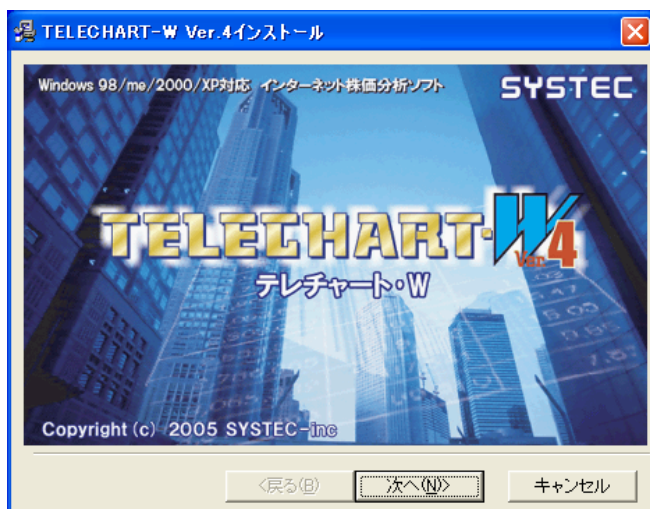 TELECHART-W Ver.4インストール
Windows 98/me/2000/XP対応 インターネット株価分析ソフト
SYSTEC
TELECHART・W Ver.4
テレチャート・W
Copyright (c) 2005 SYSTEC-inc
<戻る(B)
次へ(N)>
キャンセル